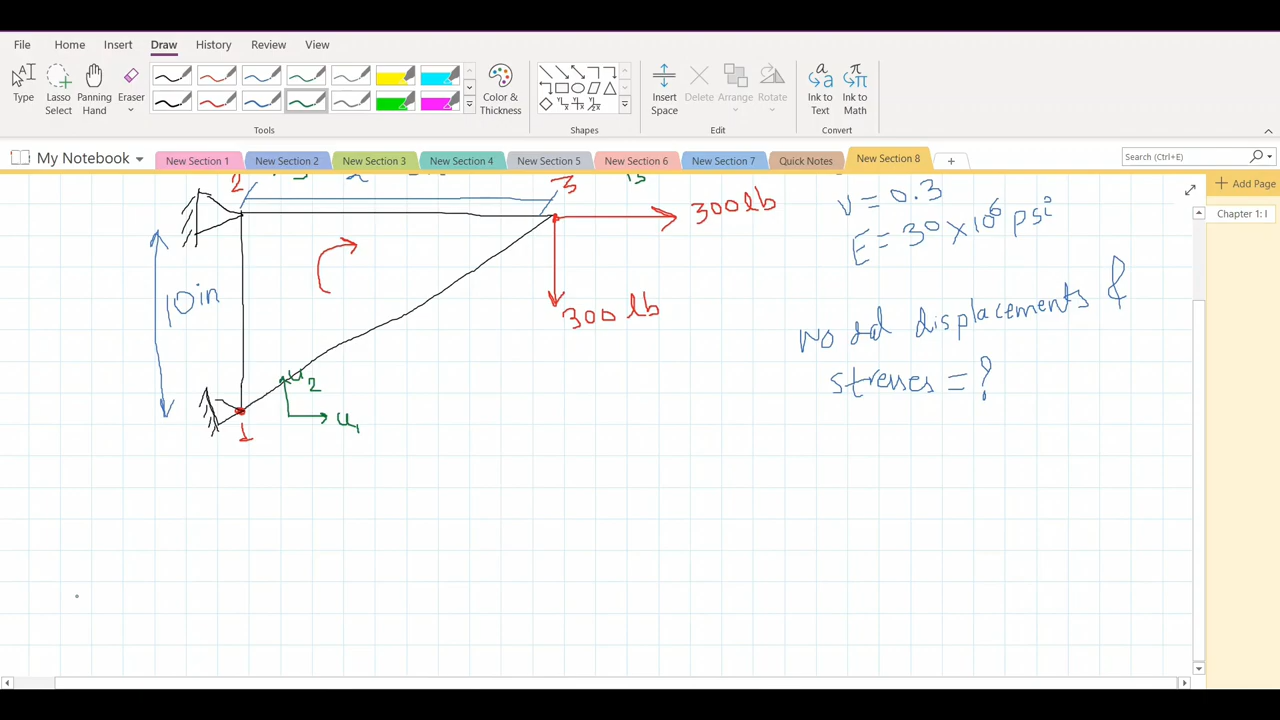 File Home Insert Draw History Review View
Type Lasso Select Panning Hand Eraser Color & Thickness Insert Space Delete Arrange Rotate Ink to Text Ink to Math
Tools Shapes Edit Convert
My Notebook New Section 1 New Section 2 New Section 3 New Section 4 New Section 5 New Section 6 New Section 7 Quick Notes New Section 8 Search (Ctrl+E)
Add Page
Chapter 1: I
2
3
300 lb
ν = 0.3
E = 30 × 10⁶ psi
10 in
300 lb
Nodal displacements &
stresses = ?
u₂
u₁
1